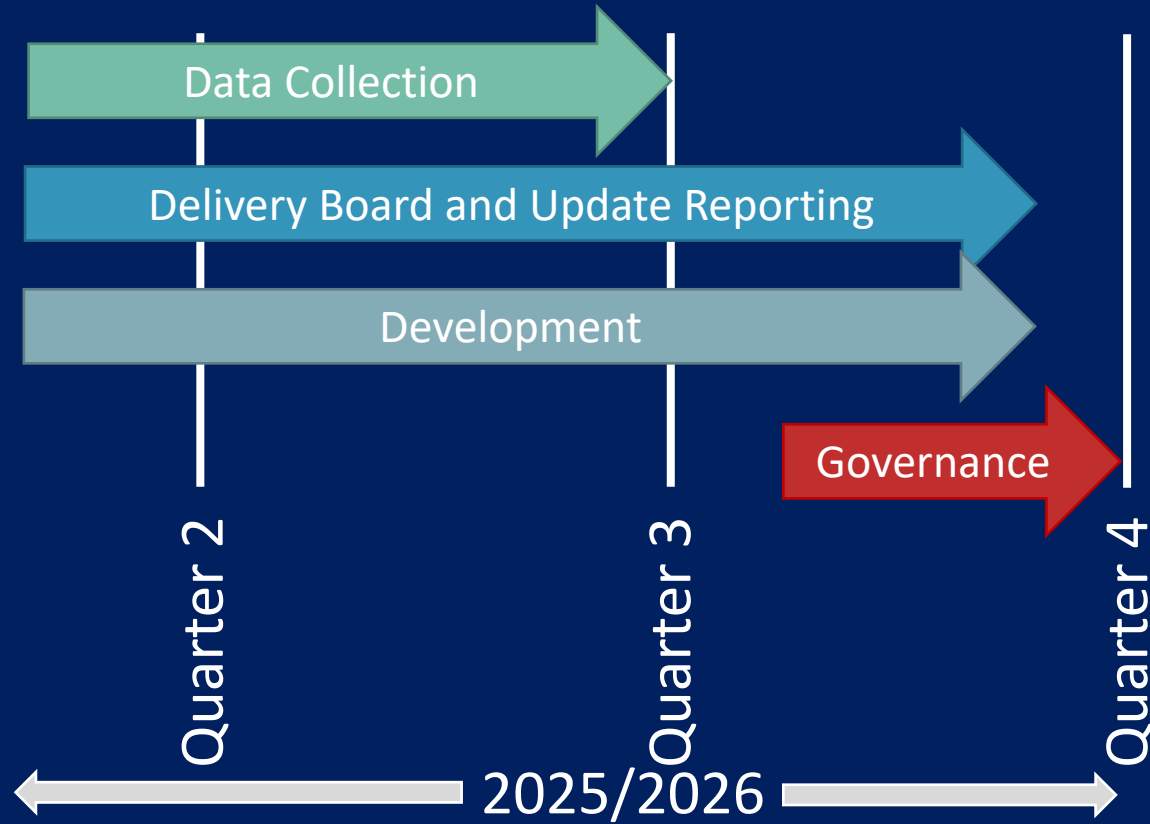 Data Collection
Delivery Board and Update Reporting
Development
Governance
Quarter 2
Quarter 3
Quarter 4
2025/2026